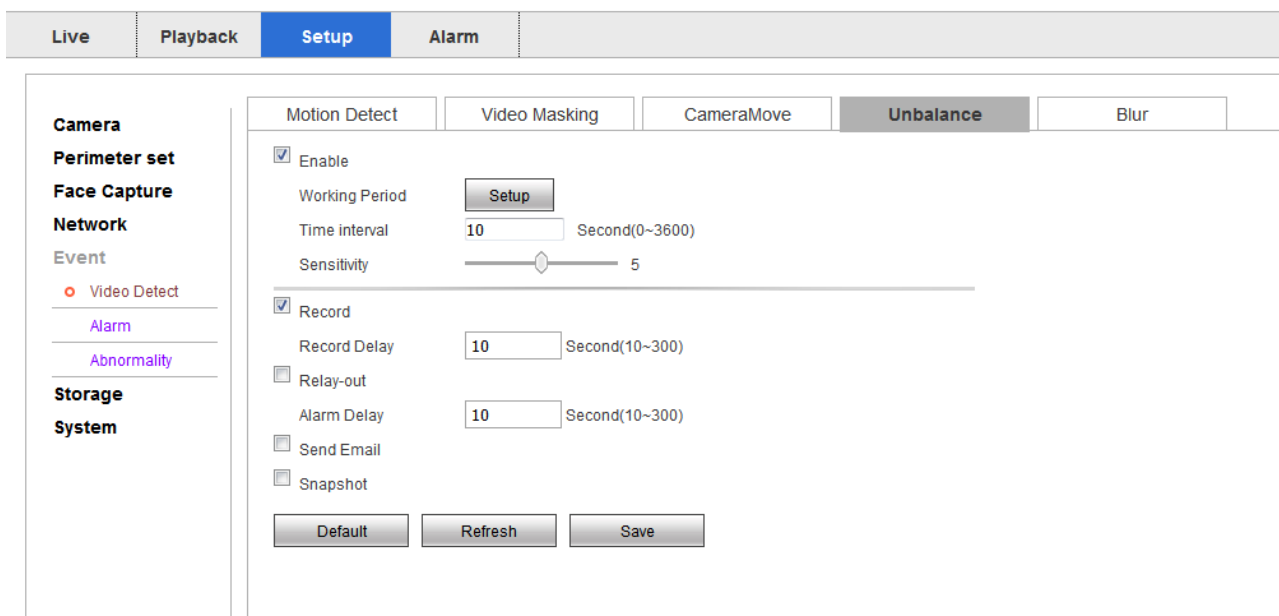 Live Playback Setup Alarm
Camera
Perimeter set
Face Capture
Network
Event
Video Detect
Alarm
Abnormality
Storage
System
Motion Detect Video Masking CameraMove Unbalance Blur
Enable
Working Period Setup
Time interval 10 Second(0~3600)
Sensitivity 5
Record
Record Delay 10 Second(10~300)
Relay-out
Alarm Delay 10 Second(10~300)
Send Email
Snapshot
Default Refresh Save